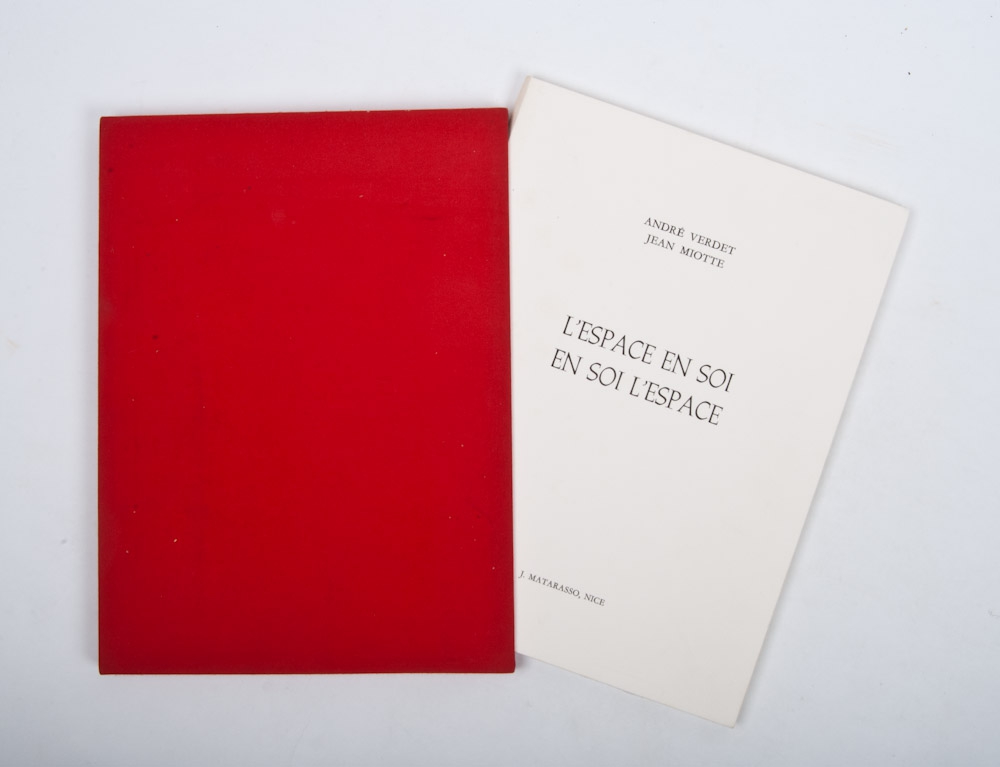 ANDRÉ VERDET
JEAN MIOTTE
L'ESPACE EN SOI
EN SOI L'ESPACE
J. MATARASSO, NICE